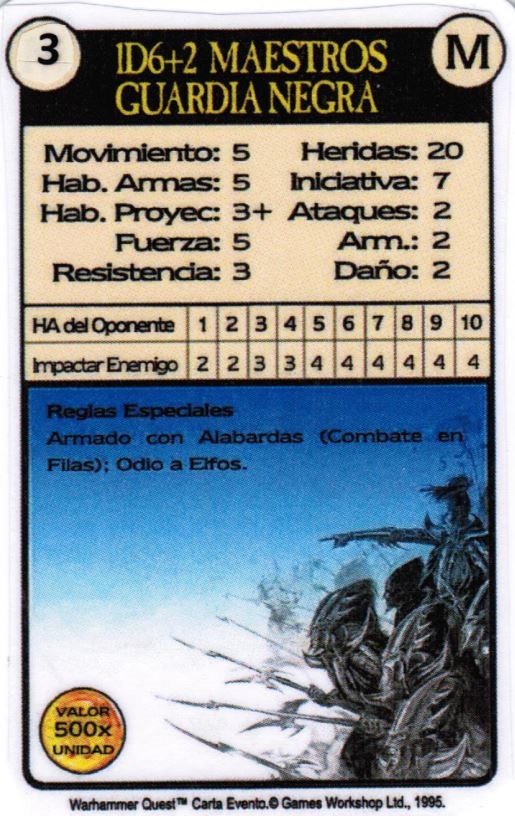 3
1D6+2 MAESTROS
GUARDIA NEGRA
M
Movimiento: 5 Heridas: 20
Hab. Armas: 5 Iniciativa: 7
Hab. Proyec: 3+ Ataques: 2
Fuerza: 5 Arm.: 2
Resistencia: 3 Daño: 2
HA del Oponente 1 2 3 4 5 6 7 8 9 10
Impactar Enemigo 2 2 3 3 4 4 4 4 4 4
Reglas Especiales
Armado con Alabardas (Combate en
Filas); Odio a Elfos.
VALOR
500x
UNIDAD
Warhammer Quest™ Carta Evento.© Games Workshop Ltd., 1995.